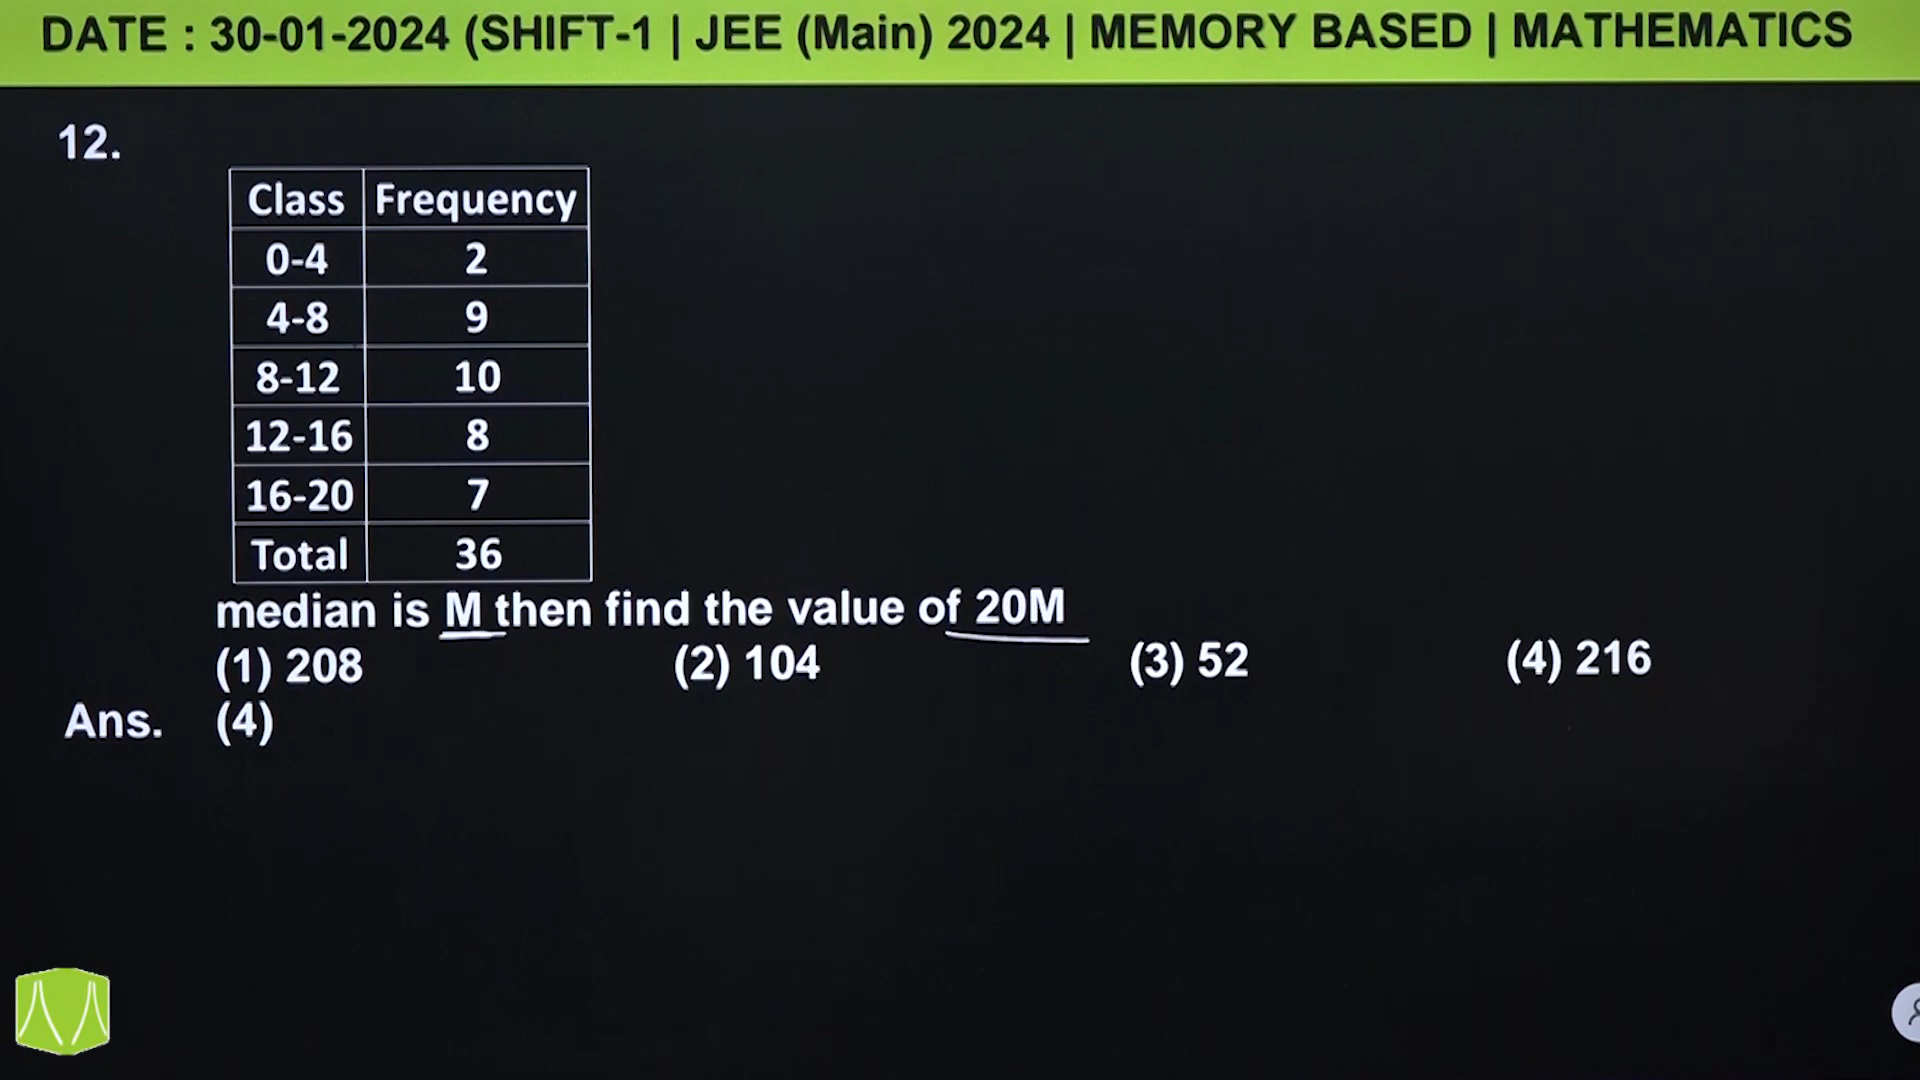 DATE : 30-01-2024 (SHIFT-1 | JEE (Main) 2024 | MEMORY BASED | MATHEMATICS
12.
Class Frequency
0-4 2
4-8 9
8-12 10
12-16 8
16-20 7
Total 36
median is M then find the value of 20M
(1) 208 (2) 104 (3) 52 (4) 216
Ans. (4)